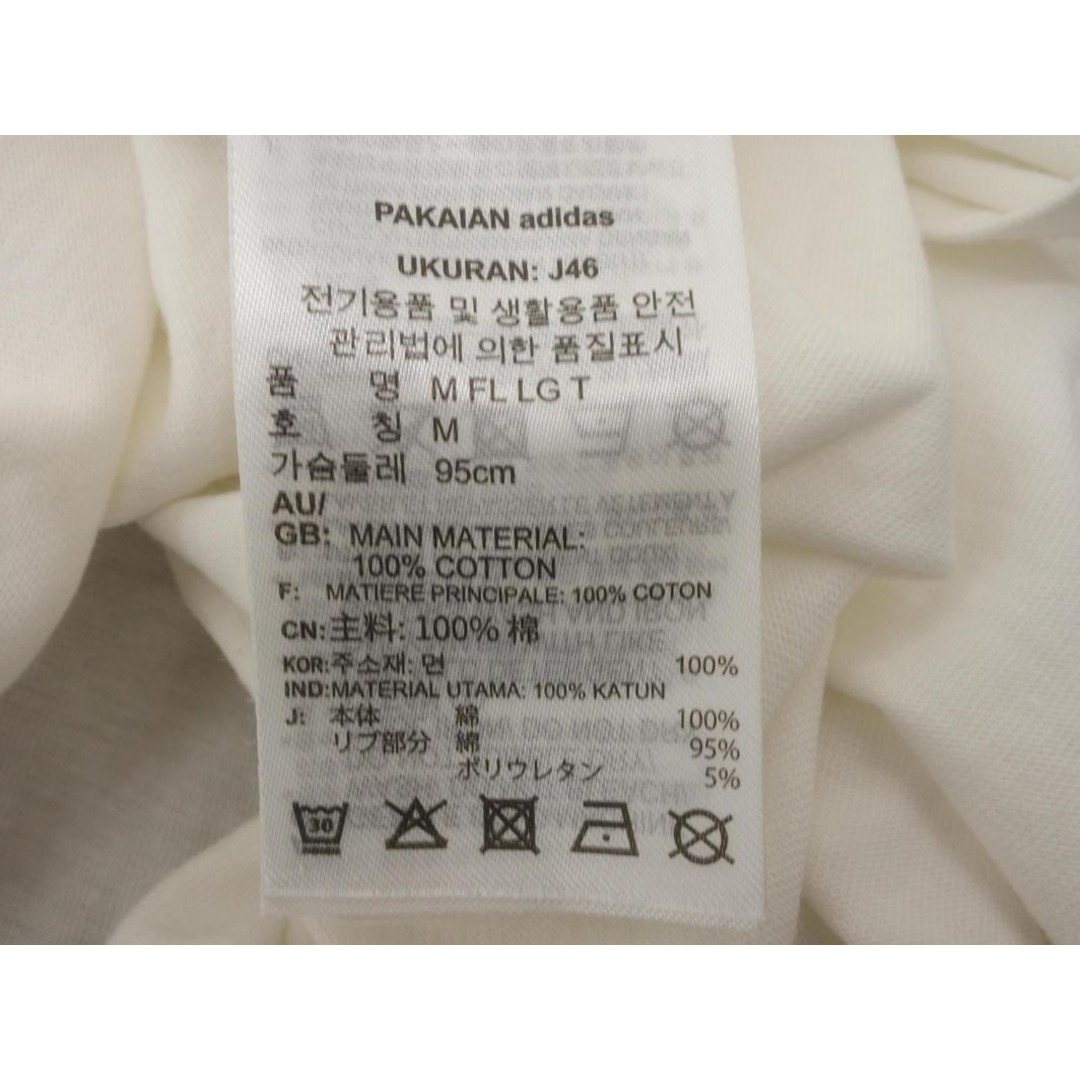 PAKAIAN adidas
UKURAN: J46
전기용품 및 생활용품 안전
관리법에 의한 품질표시
품 명 M FL LG T
호 칭 M
가슴둘레 95cm
AU/
GB: MAIN MATERIAL:
100% COTTON
F: MATIERE PRINCIPALE: 100% COTON
CN:主料: 100% 棉
KOR:주소재: 면 100%
IND:MATERIAL UTAMA: 100% KATUN
J: 本体 綿 100%
リブ部分 綿 95%
ポリウレタン 5%
30